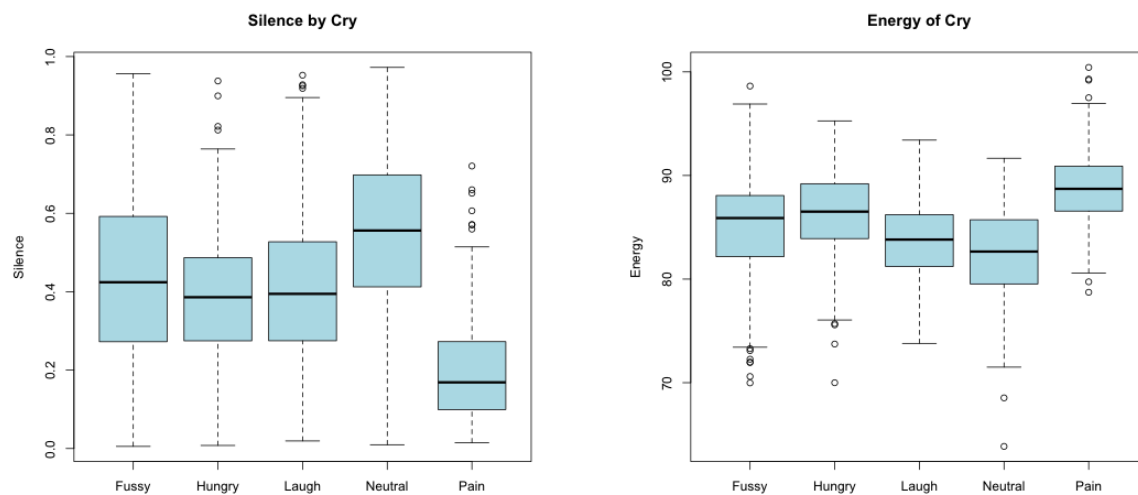 Silence by Cry
Silence
0.0
0.2
0.4
0.6
0.8
1.0
Fussy Hungry Laugh Neutral Pain
Energy of Cry
Energy
70
80
90
100
Fussy Hungry Laugh Neutral Pain